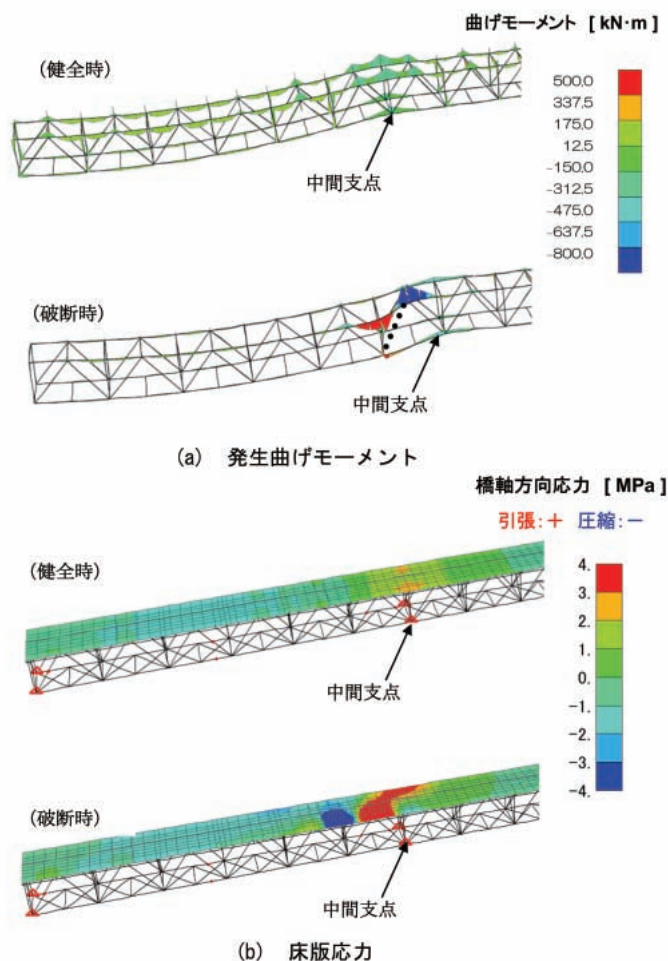 曲げモーメント [ kN·m ]
(健全時)
500.0
337.5
175.0
12.5
-150.0
-312.5
-475.0
-637.5
-800.0
中間支点
(破断時)
中間支点
(a) 発生曲げモーメント
橋軸方向応力 [ MPa ]
引張:+ 圧縮:-
(健全時)
4.
3.
2.
1.
0.
-1.
-2.
-3.
-4.
中間支点
(破断時)
中間支点
(b) 床版応力